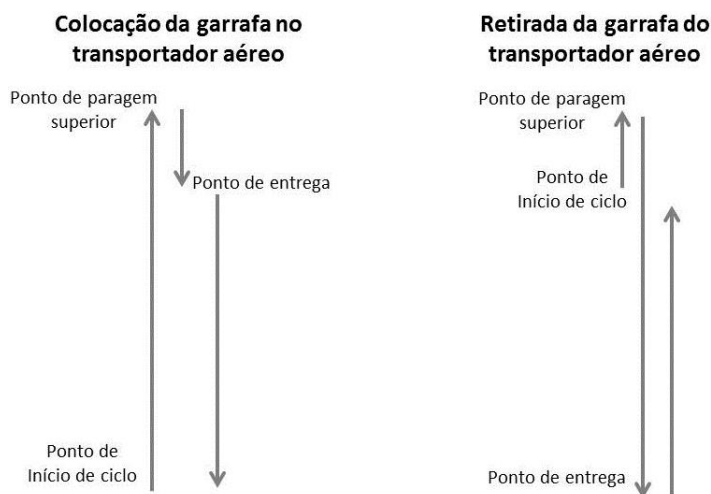 Colocação da garrafa no
transportador aéreo
Ponto de paragem
superior
Ponto de entrega
Ponto de
Início de ciclo
Retirada da garrafa do
transportador aéreo
Ponto de paragem
superior
Ponto de
Início de ciclo
Ponto de entrega